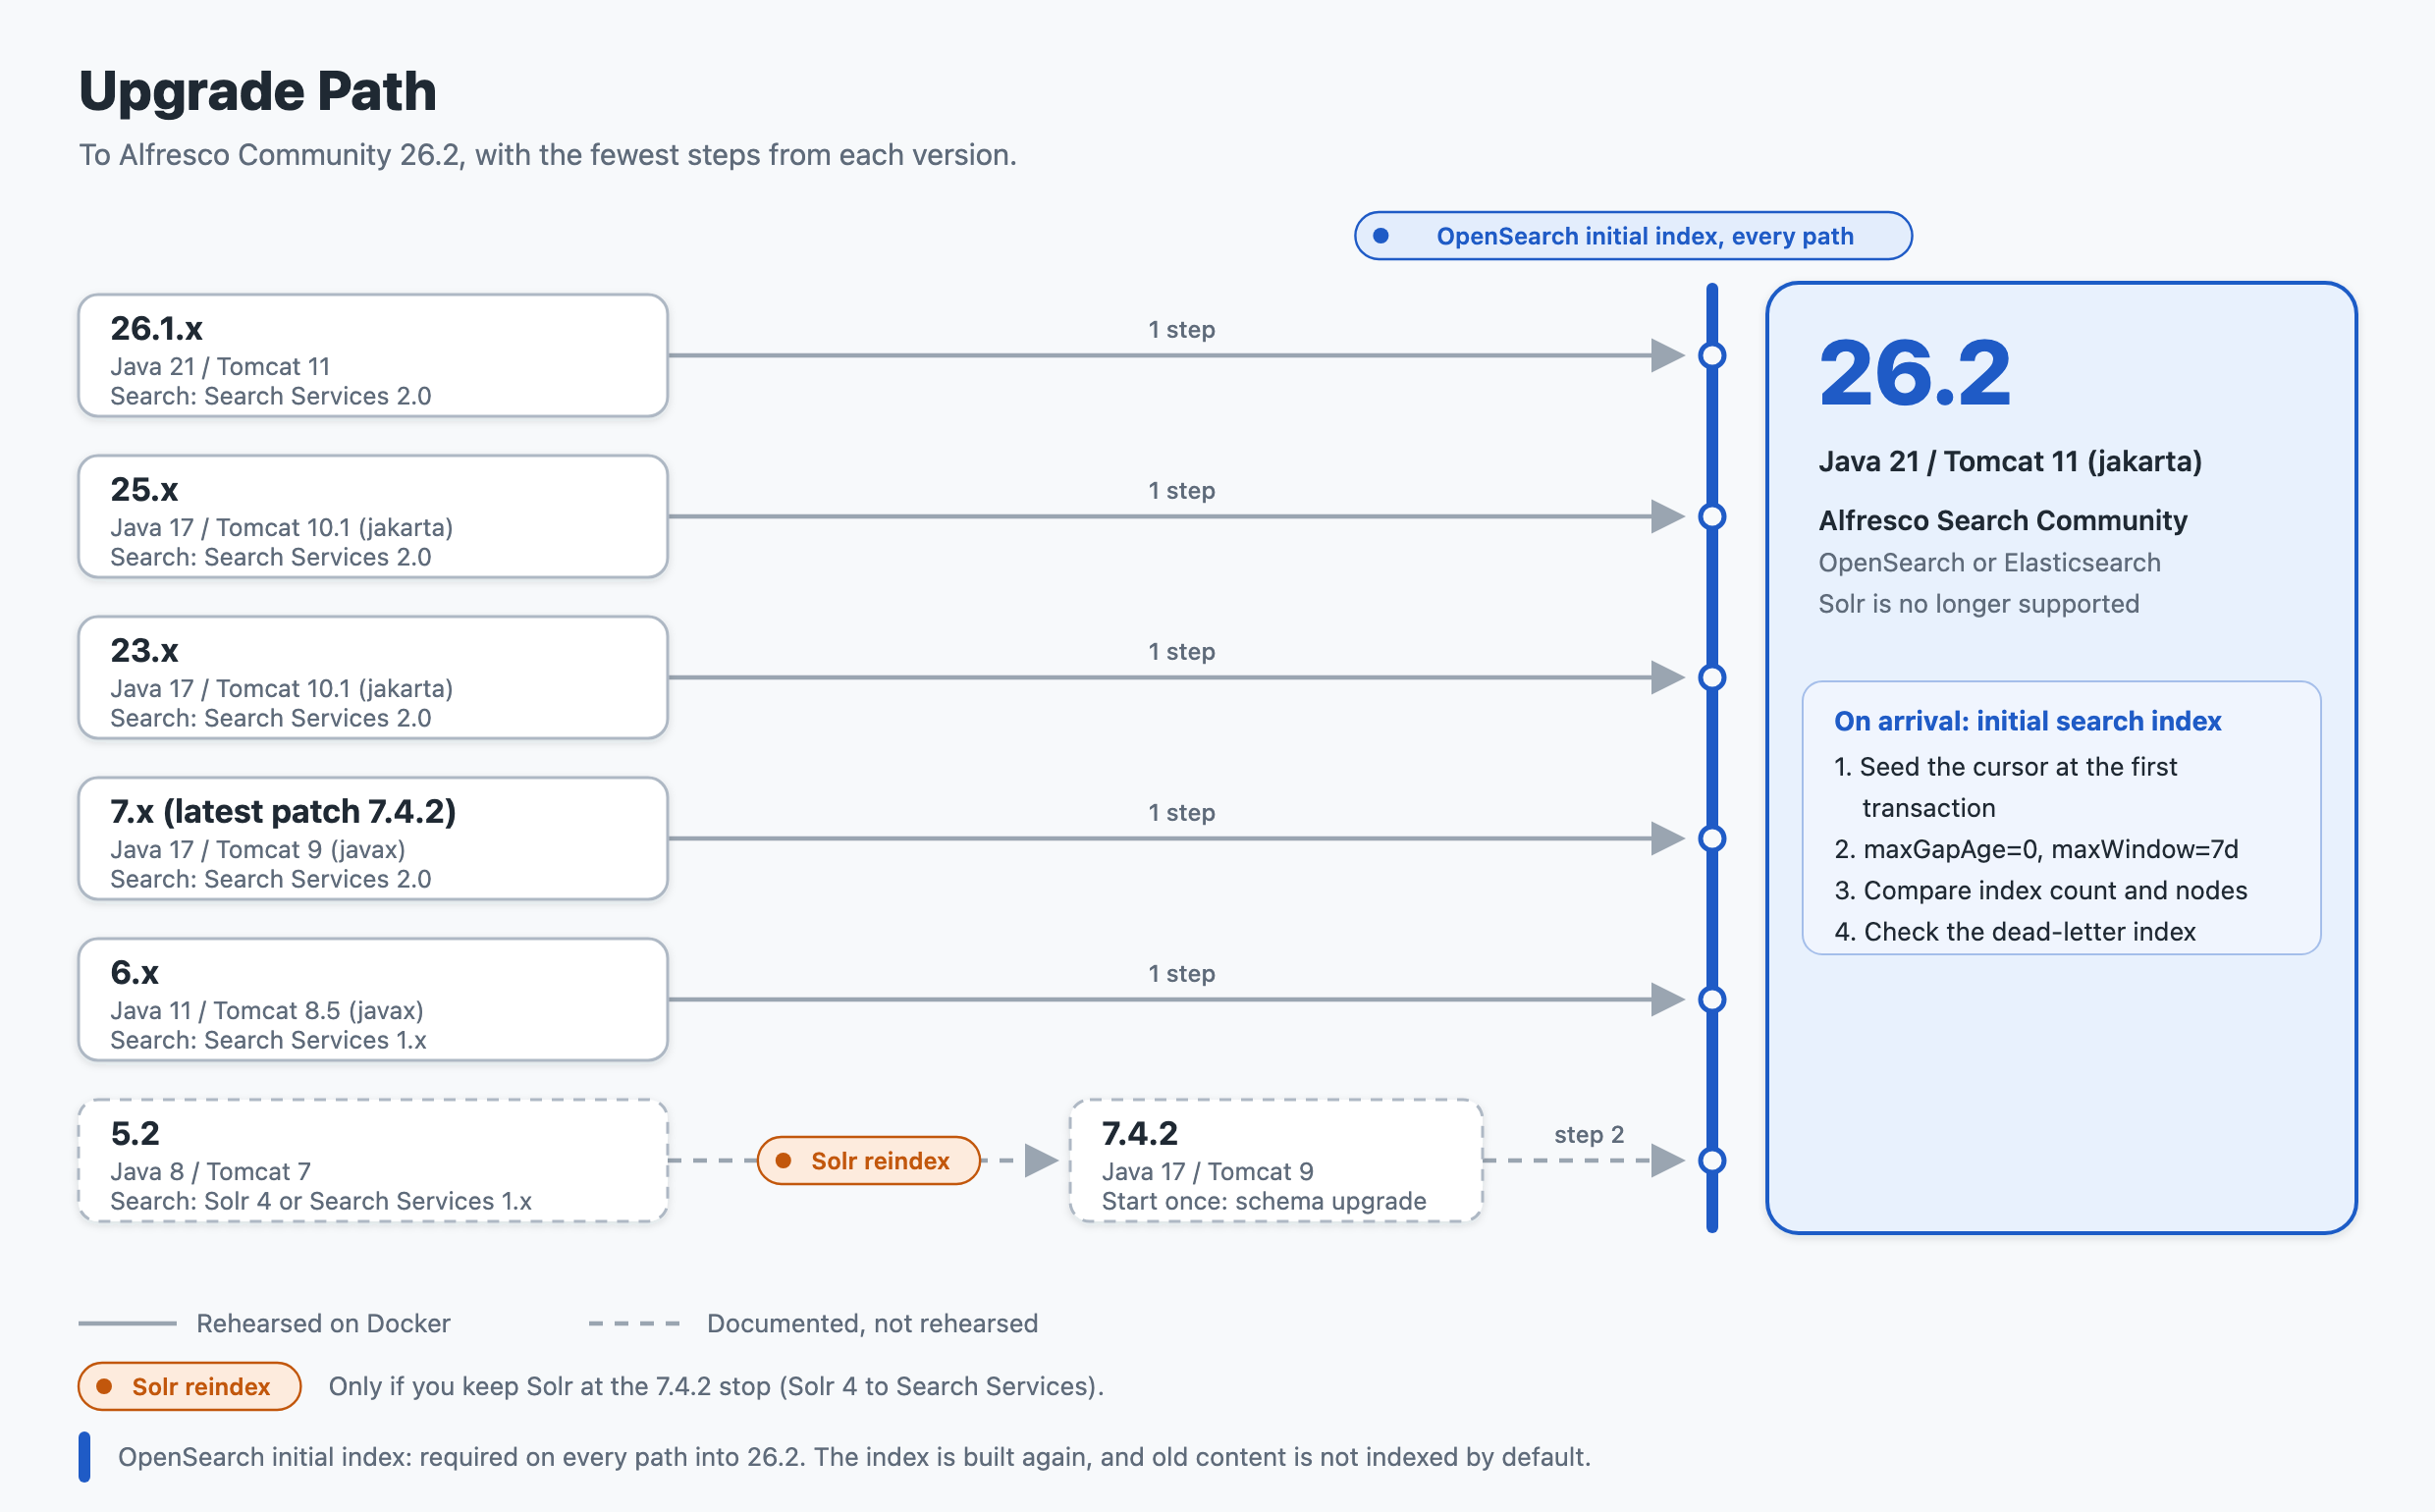 Upgrade Path
To Alfresco Community 26.2, with the fewest steps from each version.
OpenSearch initial index, every path
26.1.x
Java 21 / Tomcat 11
Search: Search Services 2.0
1 step
25.x
Java 17 / Tomcat 10.1 (jakarta)
Search: Search Services 2.0
1 step
23.x
Java 17 / Tomcat 10.1 (jakarta)
Search: Search Services 2.0
1 step
7.x (latest patch 7.4.2)
Java 17 / Tomcat 9 (javax)
Search: Search Services 2.0
1 step
6.x
Java 11 / Tomcat 8.5 (javax)
Search: Search Services 1.x
1 step
5.2
Java 8 / Tomcat 7
Search: Solr 4 or Search Services 1.x
Solr reindex
7.4.2
Java 17 / Tomcat 9
Start once: schema upgrade
step 2
26.2
Java 21 / Tomcat 11 (jakarta)
Alfresco Search Community
OpenSearch or Elasticsearch
Solr is no longer supported
On arrival: initial search index
1. Seed the cursor at the first
transaction
2. maxGapAge=0, maxWindow=7d
3. Compare index count and nodes
4. Check the dead-letter index
Rehearsed on Docker
Documented, not rehearsed
Solr reindex
Only if you keep Solr at the 7.4.2 stop (Solr 4 to Search Services).
OpenSearch initial index: required on every path into 26.2. The index is built again, and old content is not indexed by default.